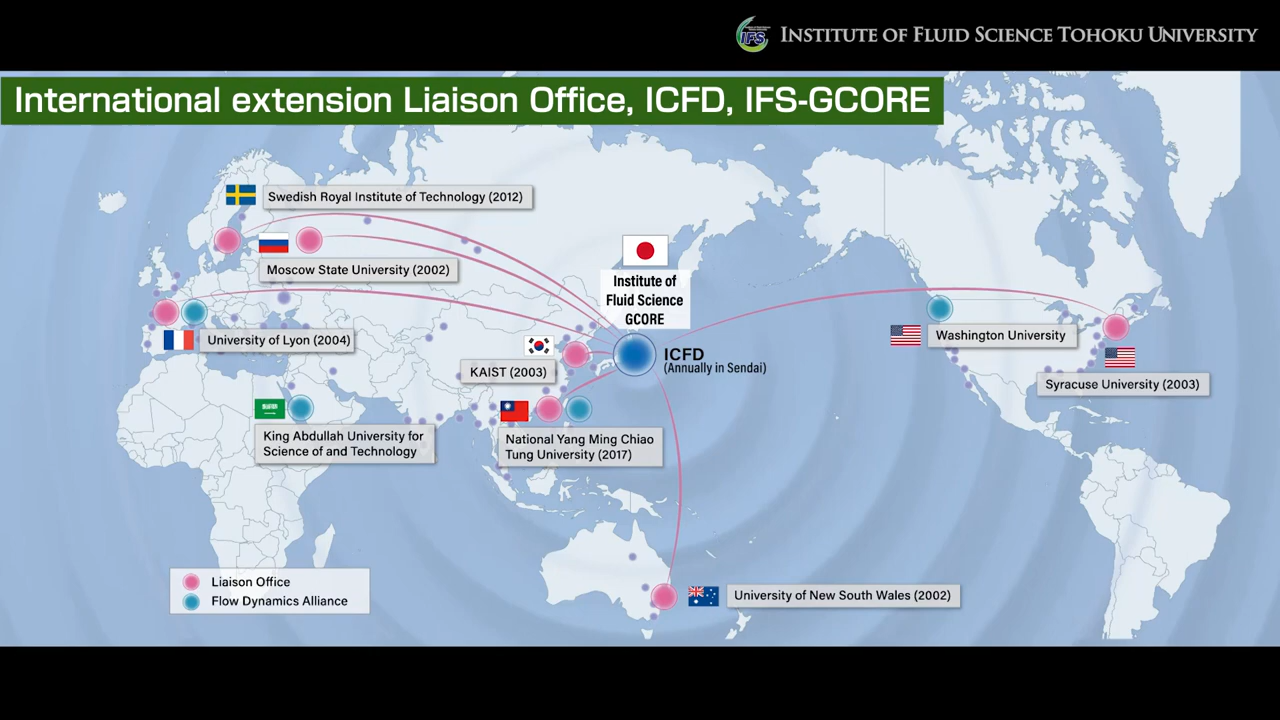 IFS
INSTITUTE OF FLUID SCIENCE TOHOKU UNIVERSITY
International extension Liaison Office, ICFD, IFS-GCORE
Swedish Royal Institute of Technology (2012)
Moscow State University (2002)
Institute of
Fluid Science
GCORE
University of Lyon (2004)
KAIST (2003)
ICFD
(Annually in Sendai)
Washington University
Syracuse University (2003)
King Abdullah University for
Science of and Technology
National Yang Ming Chiao
Tung University (2017)
Liaison Office
Flow Dynamics Alliance
University of New South Wales (2002)